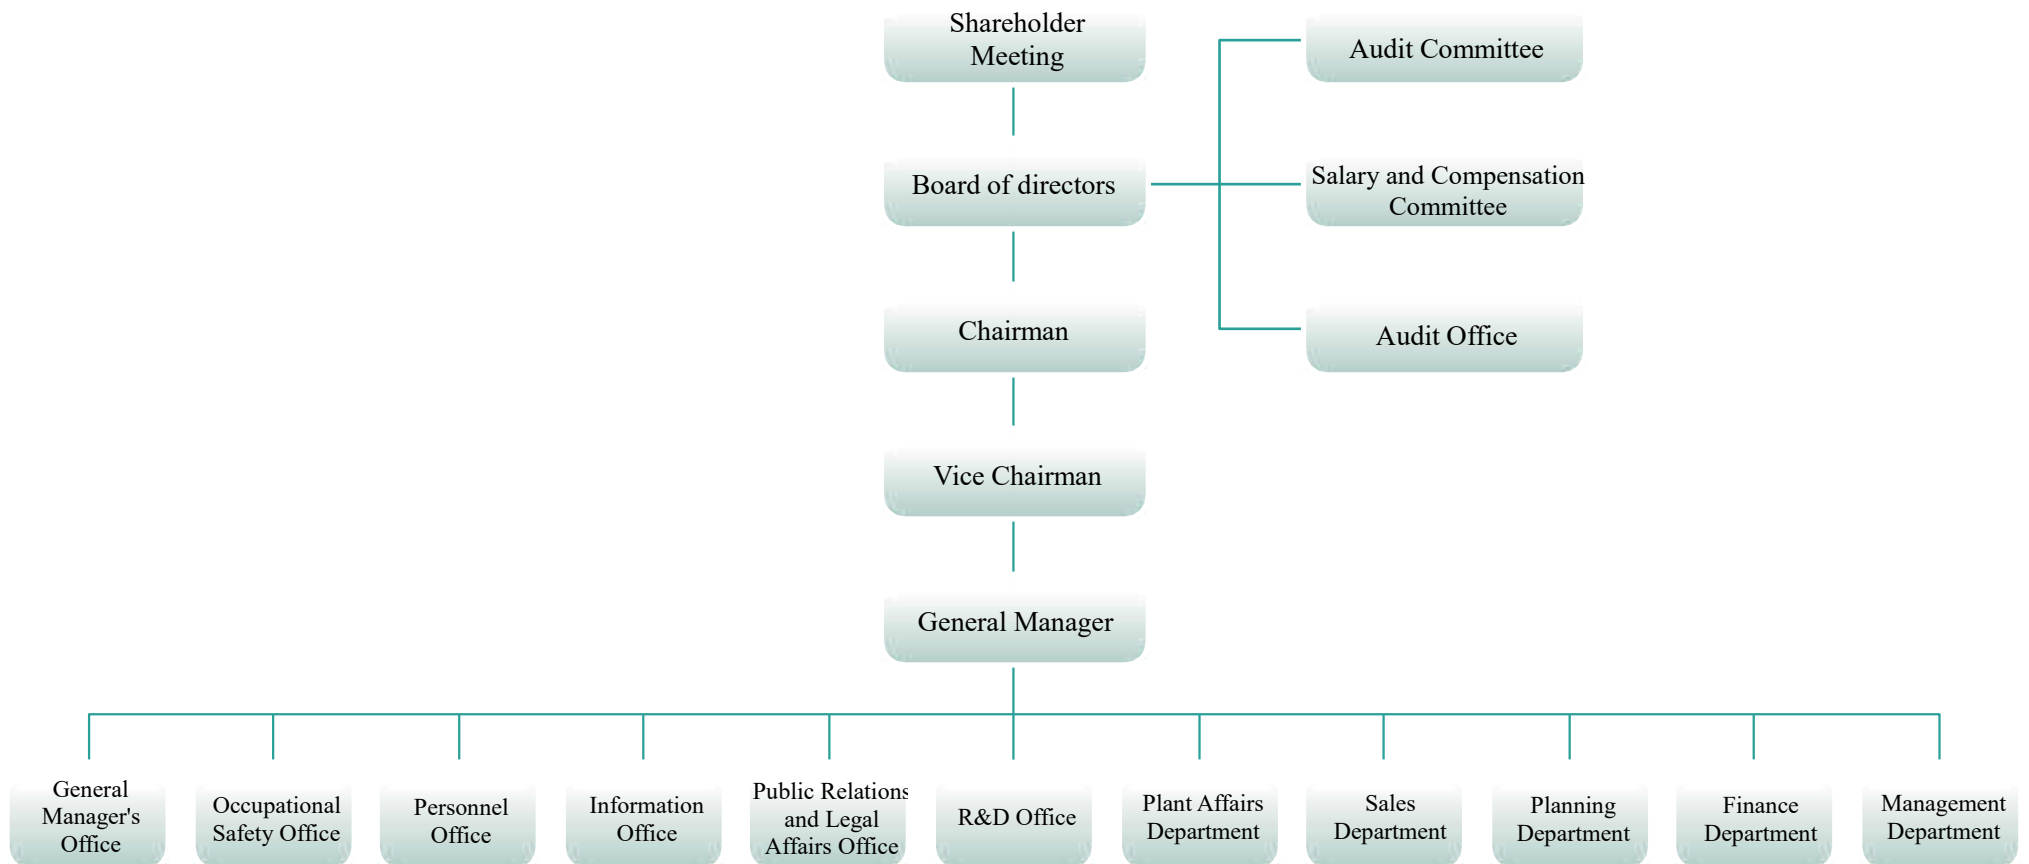 Shareholder
Meeting
Audit Committee
Board of directors
Salary and Compensation
Committee
Chairman
Audit Office
Vice Chairman
General Manager
General
Manager's
Office
Occupational
Safety Office
Personnel
Office
Information
Office
Public Relations
and Legal
Affairs Office
R&D Office
Plant Affairs
Department
Sales
Department
Planning
Department
Finance
Department
Management
Department